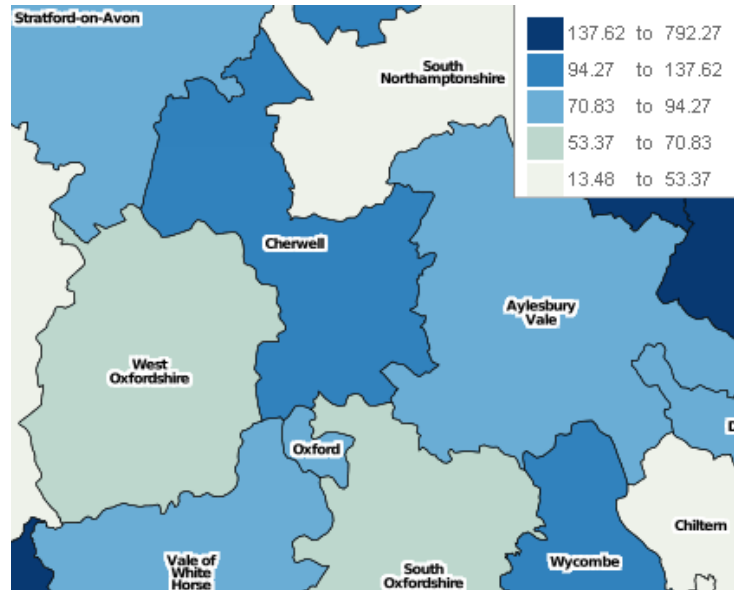 Stratford-on-Avon
137.62 to 792.27
94.27 to 137.62
70.83 to 94.27
53.37 to 70.83
13.48 to 53.37
South
Northamptonshire
Cherwell
Aylesbury
Vale
West
Oxfordshire
D
Oxford
Chiltern
Vale of
White
Horse
South
Oxfordshire
Wycombe